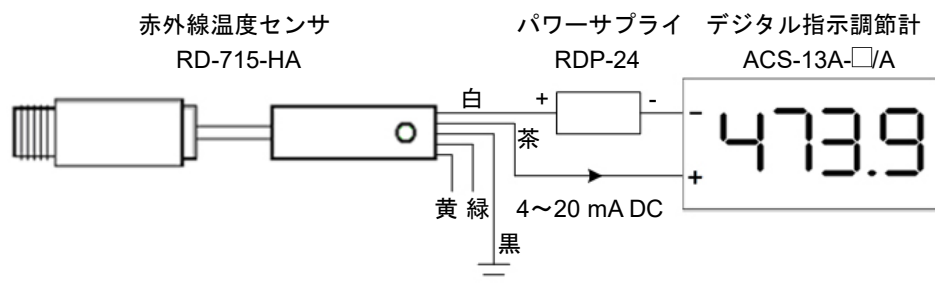 赤外線温度センサ
RD-715-HA
パワーサプライ
RDP-24
デジタル指示調節計
ACS-13A-□/A
白
+
-
-
茶
473.9
+
黄 緑
4～20 mA DC
黒